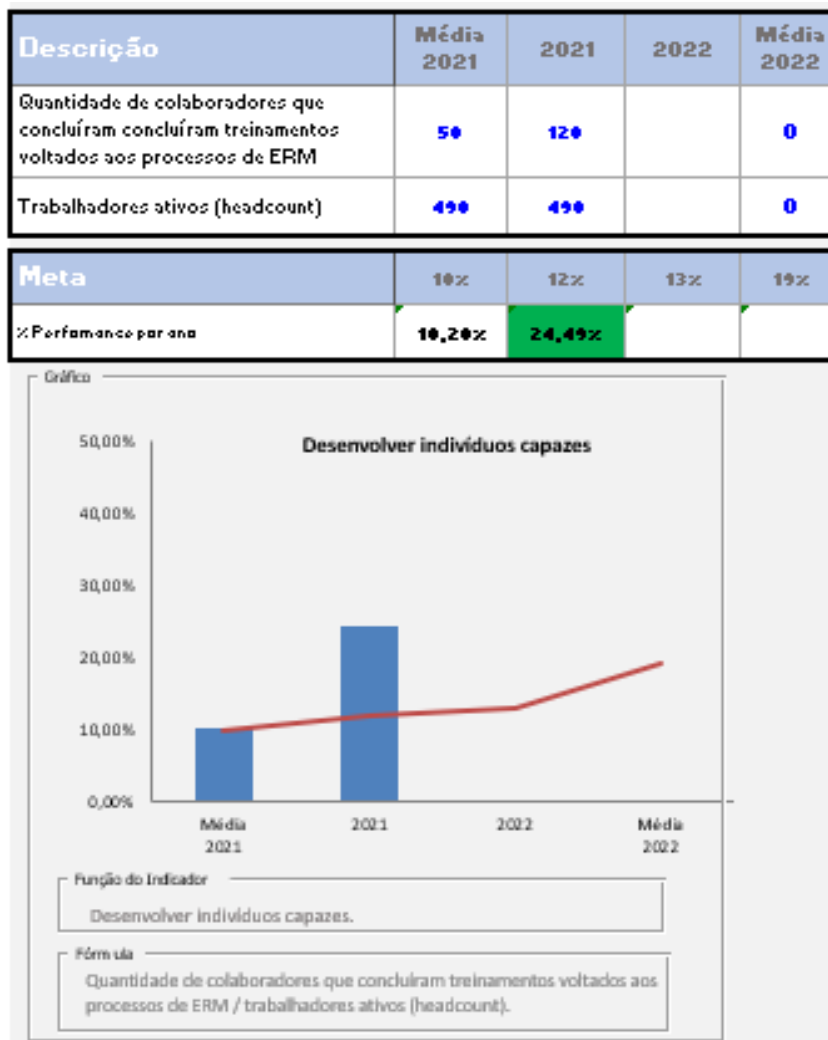 Descrição
Média 2021
2021
2022
Média 2022
Quantidade de colaboradores que
concluíram concluíram treinamentos
voltados aos processos de ERM
50
120
0
Trabalhadores ativos (headcount)
490
490
0
Meta
10%
12%
13%
19%
% Perfomance por ano
10,20%
24,49%
Gráfico
Desenvolver indivíduos capazes
50,00%
40,00%
30,00%
20,00%
10,00%
0,00%
Média
2021
2021
2022
Média
2022
Função do Indicador
Desenvolver indivíduos capazes.
Fórmula
Quantidade de colaboradores que concluíram treinamentos voltados aos
processos de ERM / trabalhadores ativos (headcount).